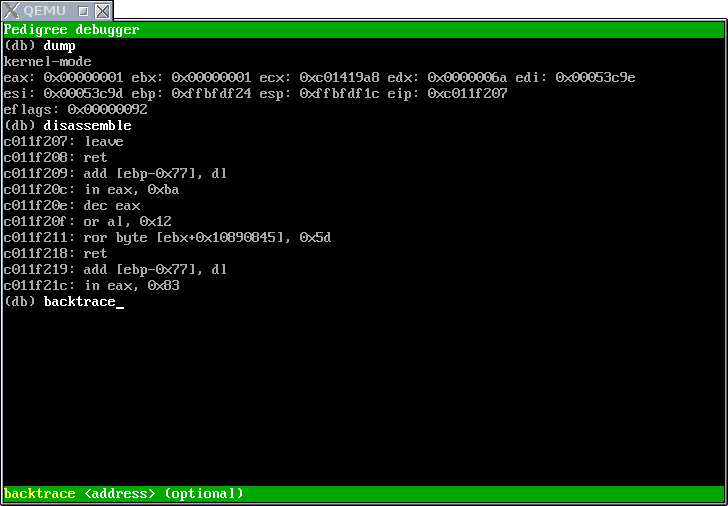 QEMU
Pedigree debugger
(db) dump
kernel-mode
eax: 0x00000001 ebx: 0x00000001 ecx: 0xc01419a8 edx: 0x0000006a edi: 0x00053c9e
esi: 0x00053c9d ebp: 0xffbfdf24 esp: 0xffbfdf1c eip: 0xc011f207
eflags: 0x00000092
(db) disassemble
c011f207: leave
c011f208: ret
c011f209: add [ebp-0x77], dl
c011f20c: in eax, 0xba
c011f20e: dec eax
c011f20f: or al, 0x12
c011f211: ror byte [ebx+0x10890845], 0x5d
c011f218: ret
c011f219: add [ebp-0x77], dl
c011f21c: in eax, 0x83
(db) backtrace_
backtrace <address> (optional)